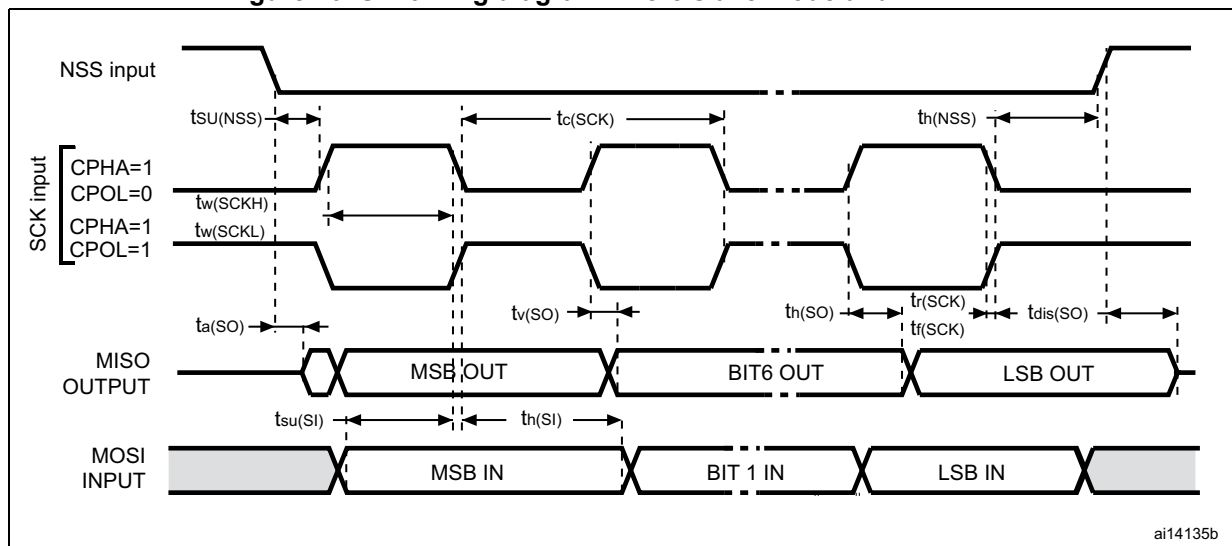 NSS input
tSU(NSS)
tc(SCK)
th(NSS)
SCK input
CPHA=1
CPOL=0
tw(SCKH)
CPHA=1
tw(SCKL)
CPOL=1
ta(SO)
tv(SO)
th(SO)
tr(SCK)
tf(SCK)
tdis(SO)
MISO
OUTPUT
MSB OUT
BIT6 OUT
LSB OUT
tsu(SI)
th(SI)
MOSI
INPUT
MSB IN
BIT 1 IN
LSB IN
ai14135b